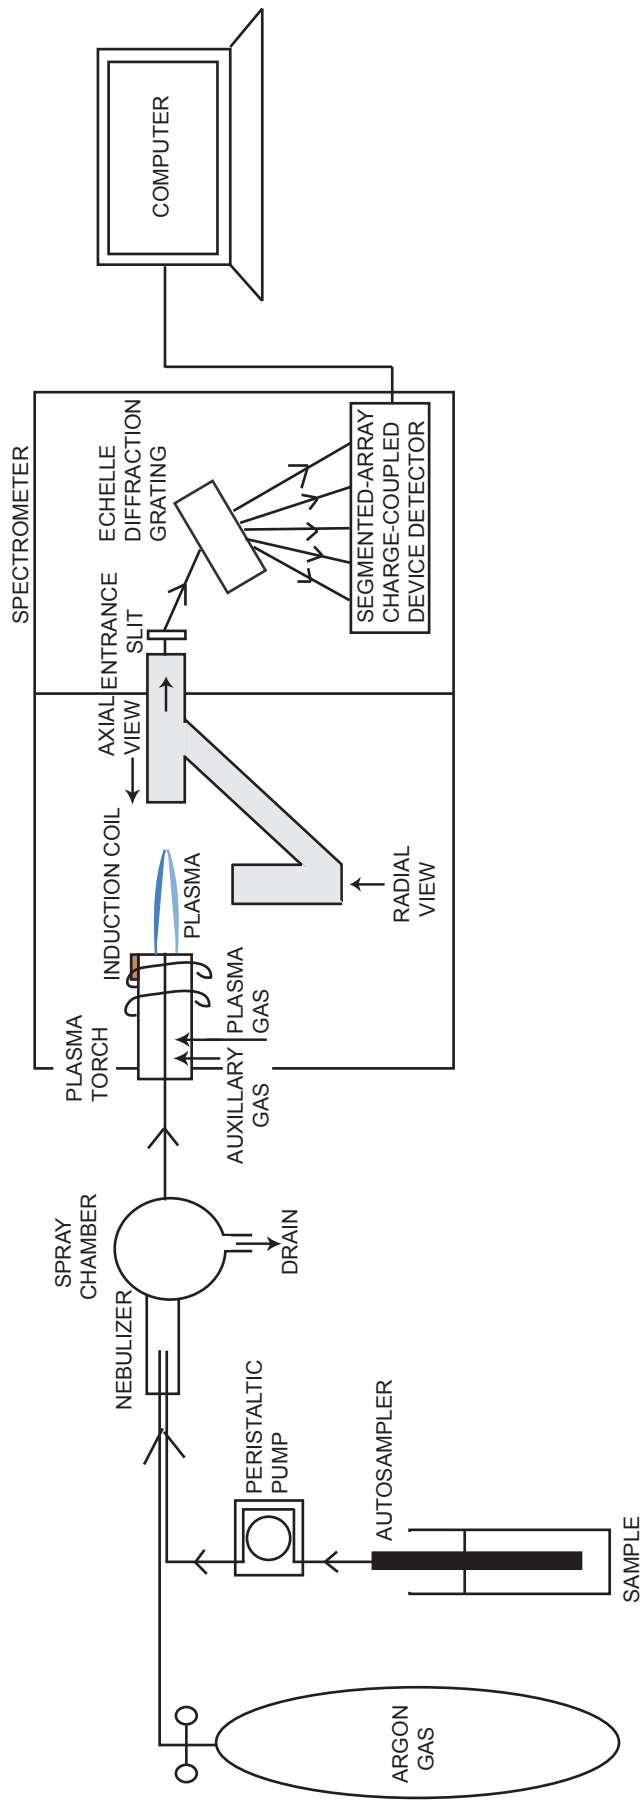 ARGON
GAS
SAMPLE
AUTOSAMPLER
PERISTALTIC
PUMP
NEBULIZER
SPRAY
CHAMBER
DRAIN
PLASMA
TORCH
AUXILLARY
GAS
PLASMA
GAS
INDUCTION COIL
PLASMA
RADIAL
VIEW
AXIAL
VIEW
ENTRANCE
SLIT
SPECTROMETER
ECHELLE
DIFFRACTION
GRATING
SEGMENTED-ARRAY
CHARGE-COUPLED
DEVICE DETECTOR
COMPUTER